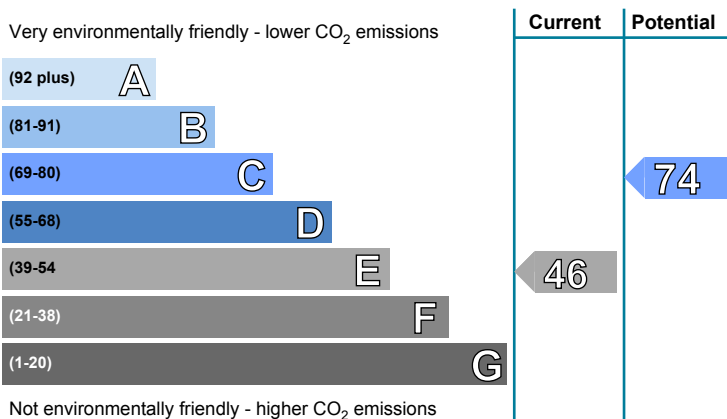 Current Potential
Very environmentally friendly - lower CO2 emissions
(92 plus) A
(81-91) B
(69-80) C
74
(55-68) D
(39-54 E
46
(21-38) F
(1-20) G
Not environmentally friendly - higher CO2 emissions